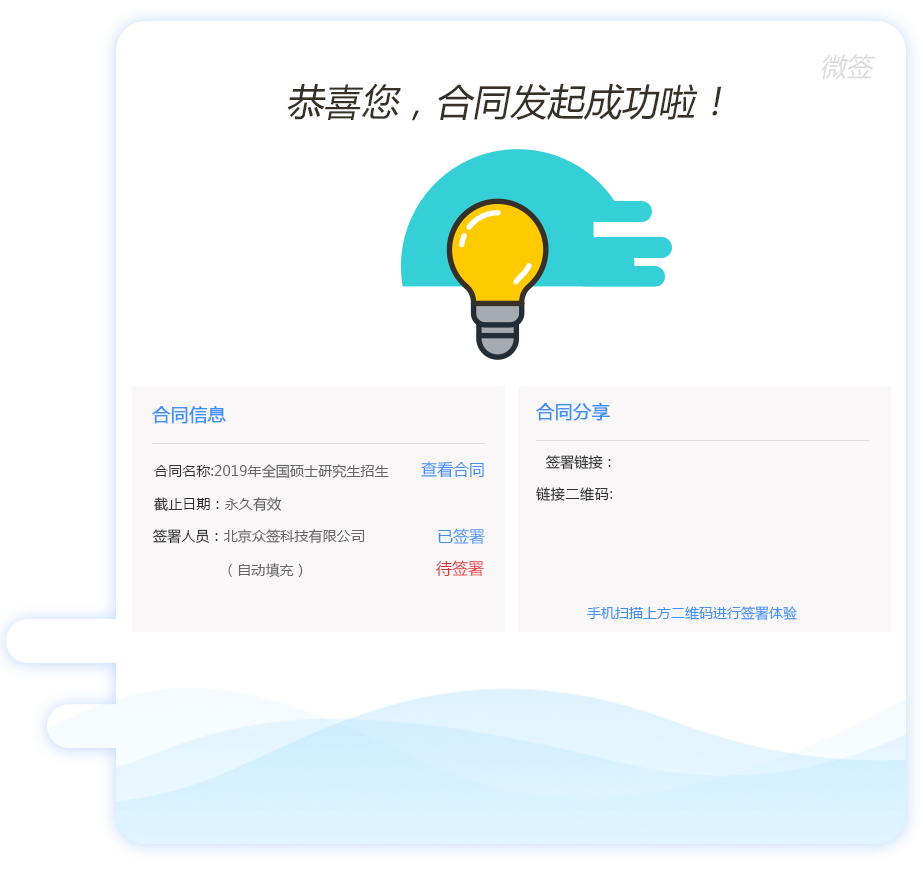 微签
恭喜您，合同发起成功啦！
合同信息
合同名称:2019年全国硕士研究生招生 查看合同
截止日期：永久有效
签署人员：北京众签科技有限公司 已签署
（自动填充） 待签署
合同分享
签署链接：
链接二维码:
手机扫描上方二维码进行签署体验